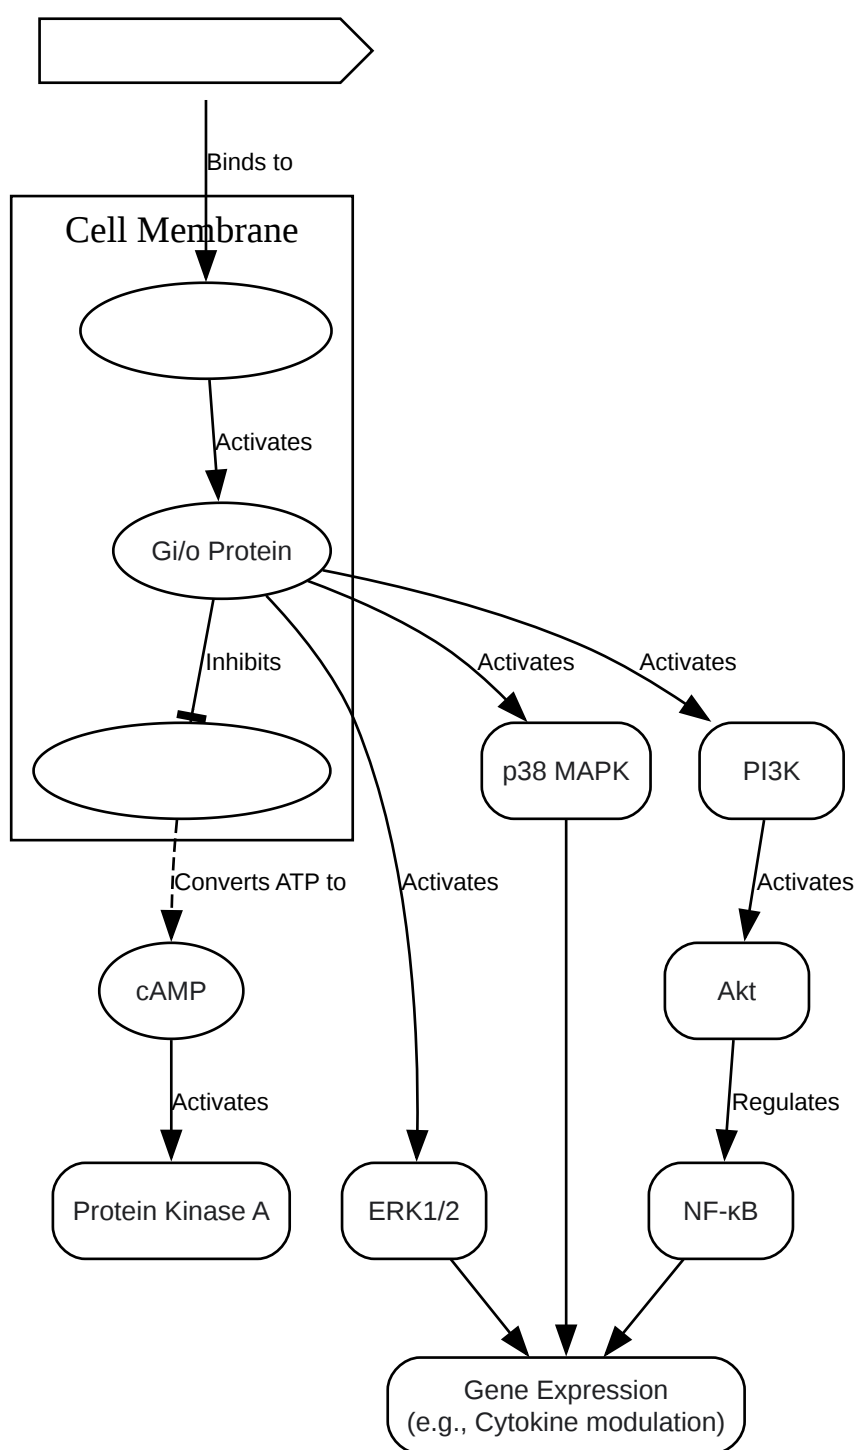 Binds to
Cell Membrane
Activates
Gi/o Protein
Inhibits
Activates
Activates
p38 MAPK
PI3K
Converts ATP to
Activates
Activates
cAMP
Akt
Activates
Regulates
Protein Kinase A
ERK1/2
NF-κB
Gene Expression
(e.g., Cytokine modulation)